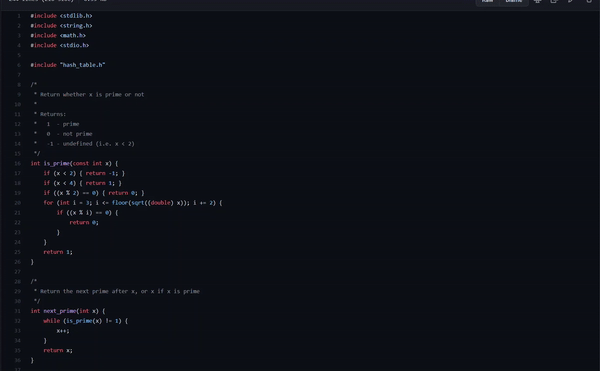 1 #include <stdlib.h>
2 #include <string.h>
3 #include <math.h>
4 #include <stdio.h>
5
6 #include "hash_table.h"
7
8 /*
9 * Return whether x is prime or not
10 *
11 * Returns:
12 * 1 - prime
13 * 0 - not prime
14 * -1 - undefined (i.e. x < 2)
15 */
16 int is_prime(const int x) {
17 if (x < 2) { return -1; }
18 if (x < 4) { return 1; }
19 if ((x % 2) == 0) { return 0; }
20 for (int i = 3; i <= floor(sqrt((double) x)); i += 2) {
21 if ((x % i) == 0) {
22 return 0;
23 }
24 }
25 return 1;
26 }
27
28 /*
29 * Return the next prime after x, or x if x is prime
30 */
31 int next_prime(int x) {
32 while (is_prime(x) != 1) {
33 x++;
34 }
35 return x;
36 }